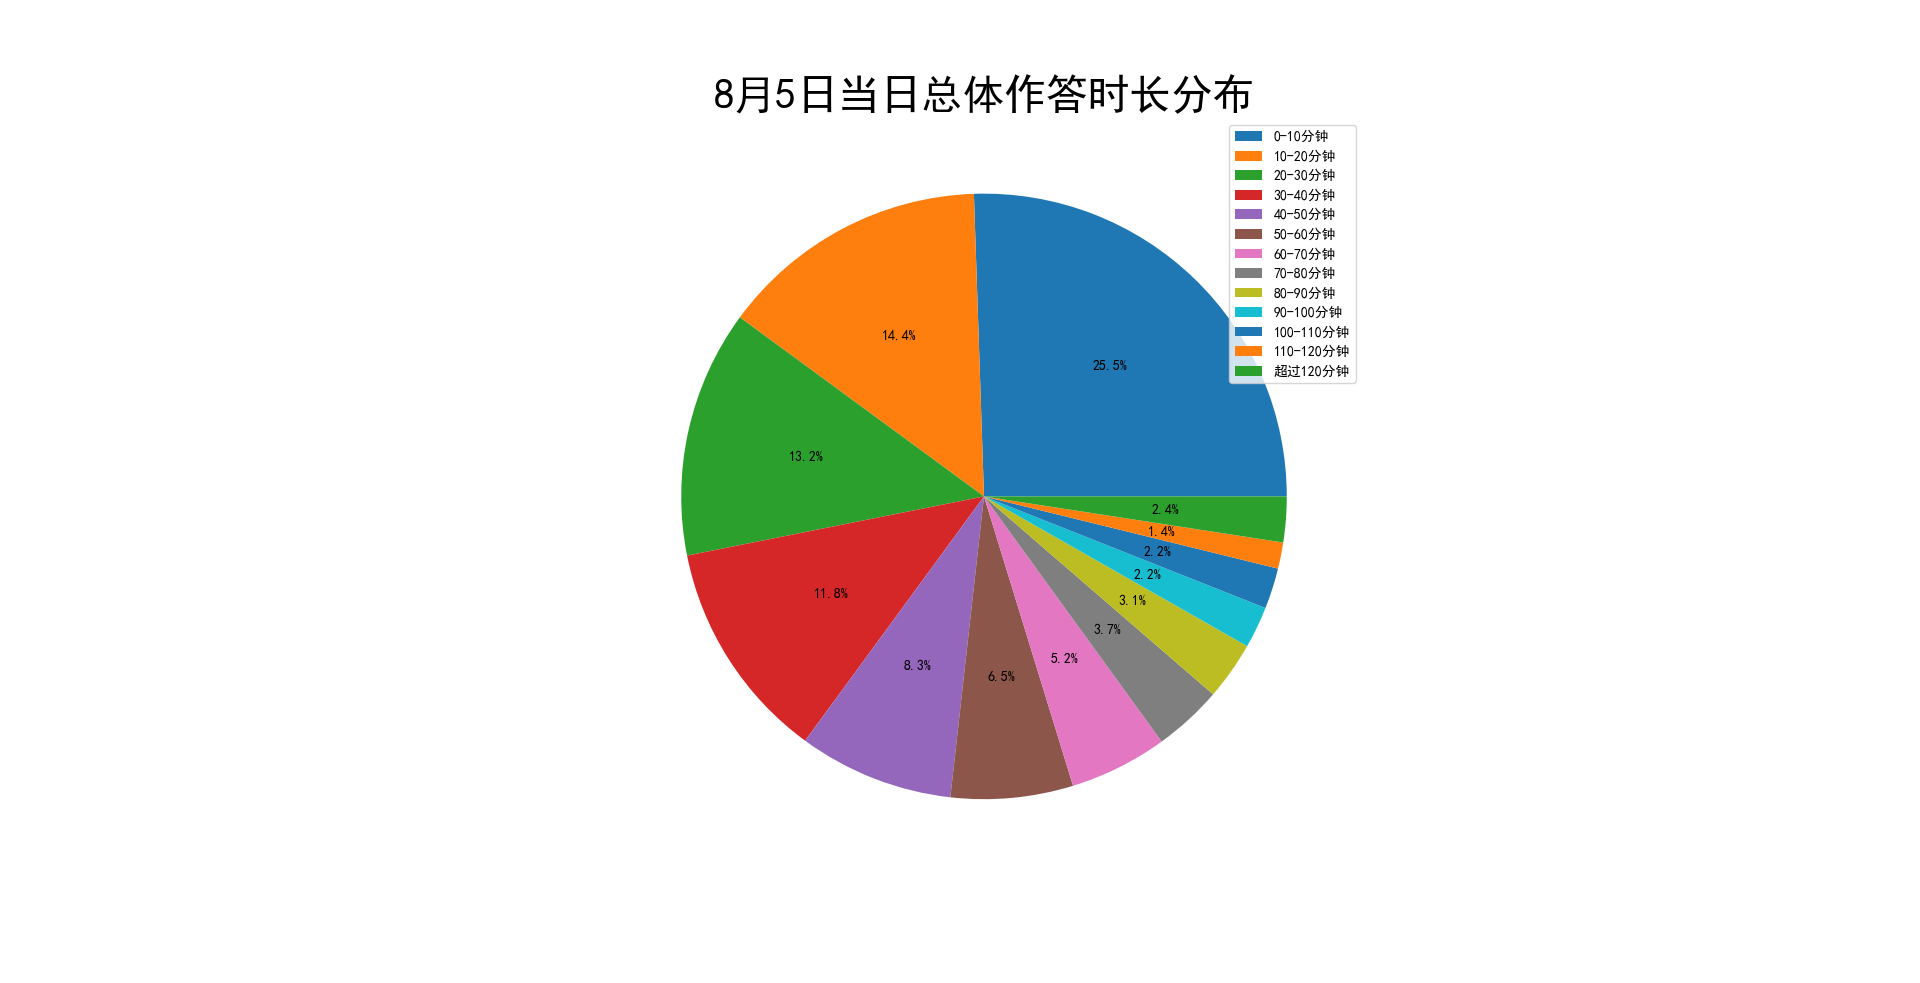 8月5日当日总体作答时长分布
0-10分钟
10-20分钟
20-30分钟
30-40分钟
40-50分钟
50-60分钟
60-70分钟
70-80分钟
80-90分钟
90-100分钟
100-110分钟
110-120分钟
超过120分钟
25.5%
14.4%
13.2%
11.8%
8.3%
6.5%
5.2%
3.7%
3.1%
2.2%
2.2%
1.4%
2.4%